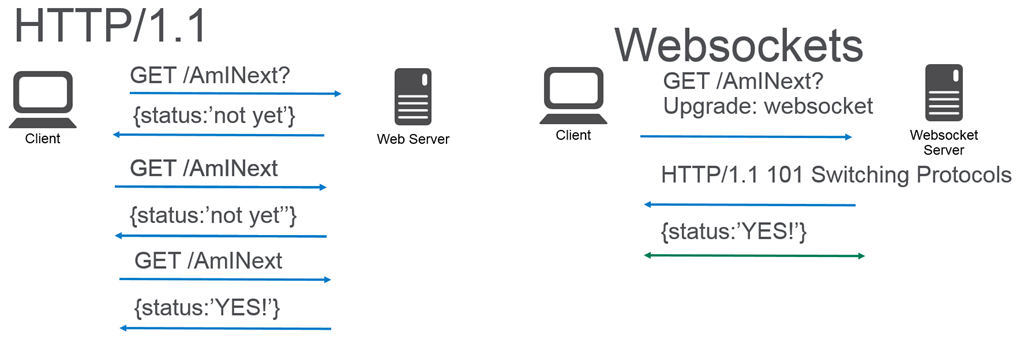 HTTP/1.1
GET /AmINext?
{status:’not yet’}
Client
Web Server
GET /AmINext
{status:’not yet’’}
GET /AmINext
{status:’YES!’}
Websockets
GET /AmINext?
Upgrade: websocket
Client
Websocket
Server
HTTP/1.1 101 Switching Protocols
{status:’YES!’}